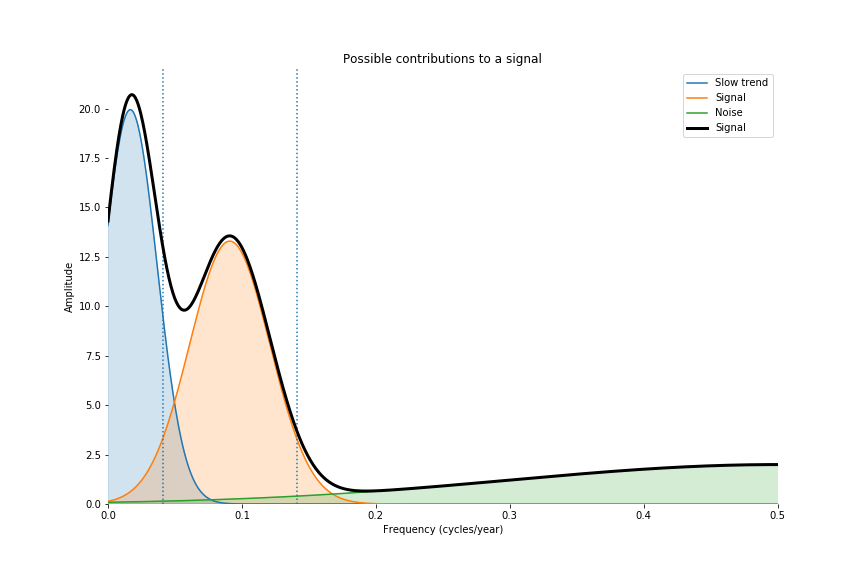 Possible contributions to a signal
Slow trend
Signal
Noise
Signal
20.0
17.5
15.0
12.5
10.0
7.5
5.0
2.5
0.0
Amplitude
0.0 0.1 0.2 0.3 0.4 0.5
Frequency (cycles/year)